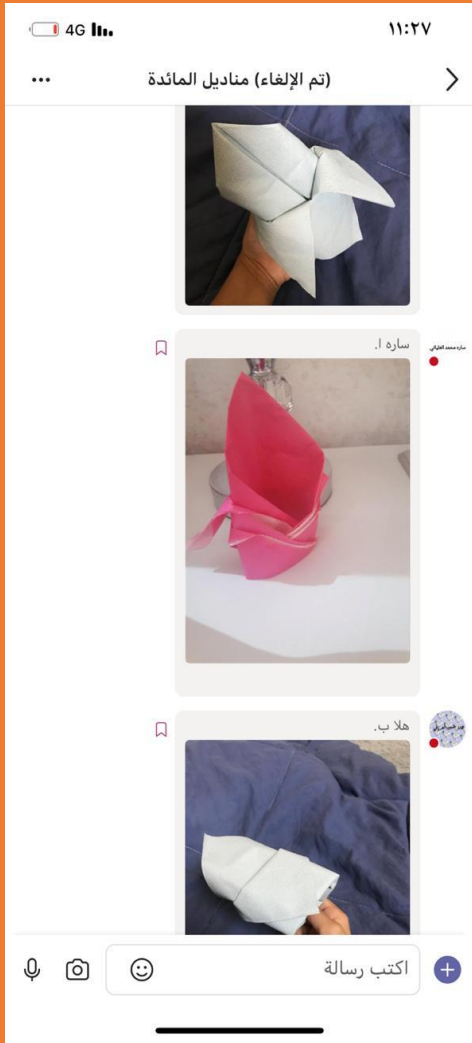 ١١:٢٧
4G
(تم الإلغاء) مناديل المائدة
ساره ا.
هلا ب.
اكتب رسالة